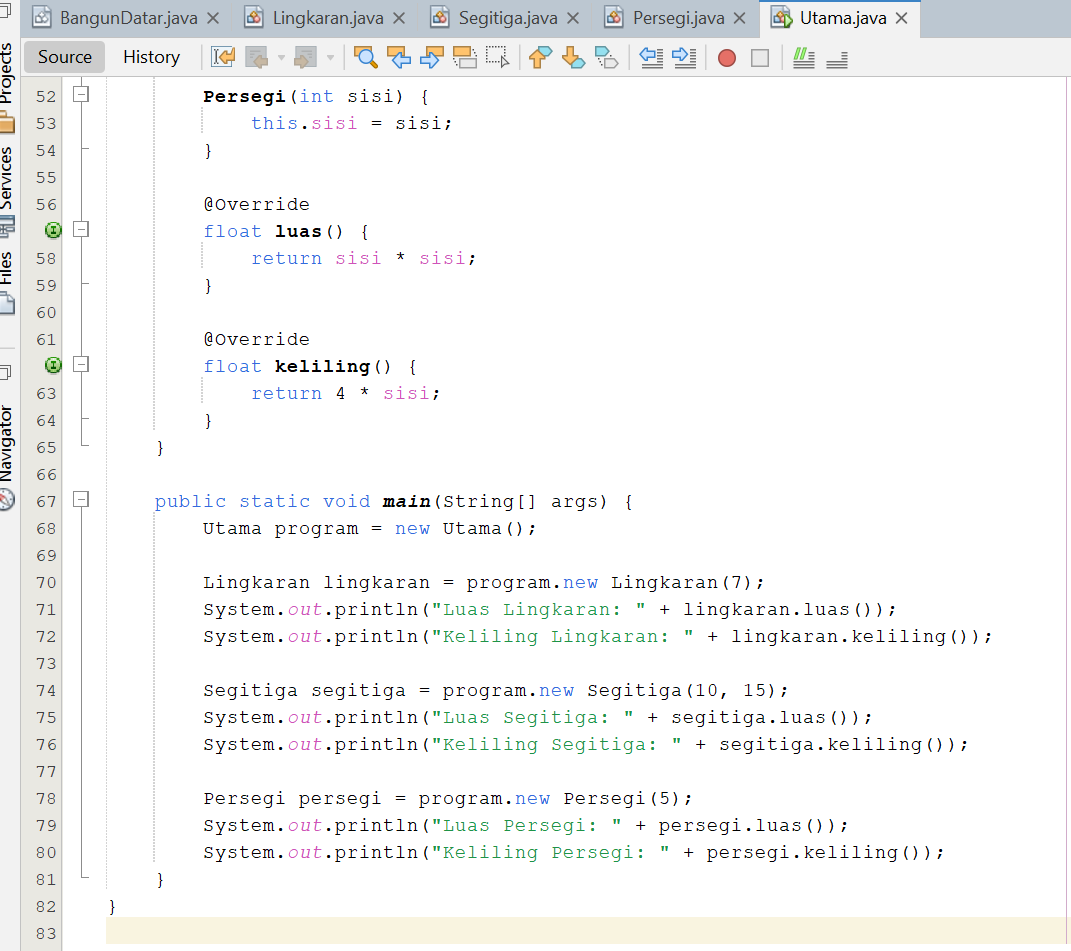 BangunDatar.java Lingkaran.java Segitiga.java Persegi.java Utama.java
Source History
Projects
Services
Files
Navigator
52 Persegi(int sisi) {
53 this.sisi = sisi;
54 }
55
56 @Override
float luas() {
58 return sisi * sisi;
59 }
60
61 @Override
float keliling() {
63 return 4 * sisi;
64 }
65 }
66
67 public static void main(String[] args) {
68 Utama program = new Utama();
69
70 Lingkaran lingkaran = program.new Lingkaran(7);
71 System.out.println("Luas Lingkaran: " + lingkaran.luas());
72 System.out.println("Keliling Lingkaran: " + lingkaran.keliling());
73
74 Segitiga segitiga = program.new Segitiga(10, 15);
75 System.out.println("Luas Segitiga: " + segitiga.luas());
76 System.out.println("Keliling Segitiga: " + segitiga.keliling());
77
78 Persegi persegi = program.new Persegi(5);
79 System.out.println("Luas Persegi: " + persegi.luas());
80 System.out.println("Keliling Persegi: " + persegi.keliling());
81 }
82 }
83